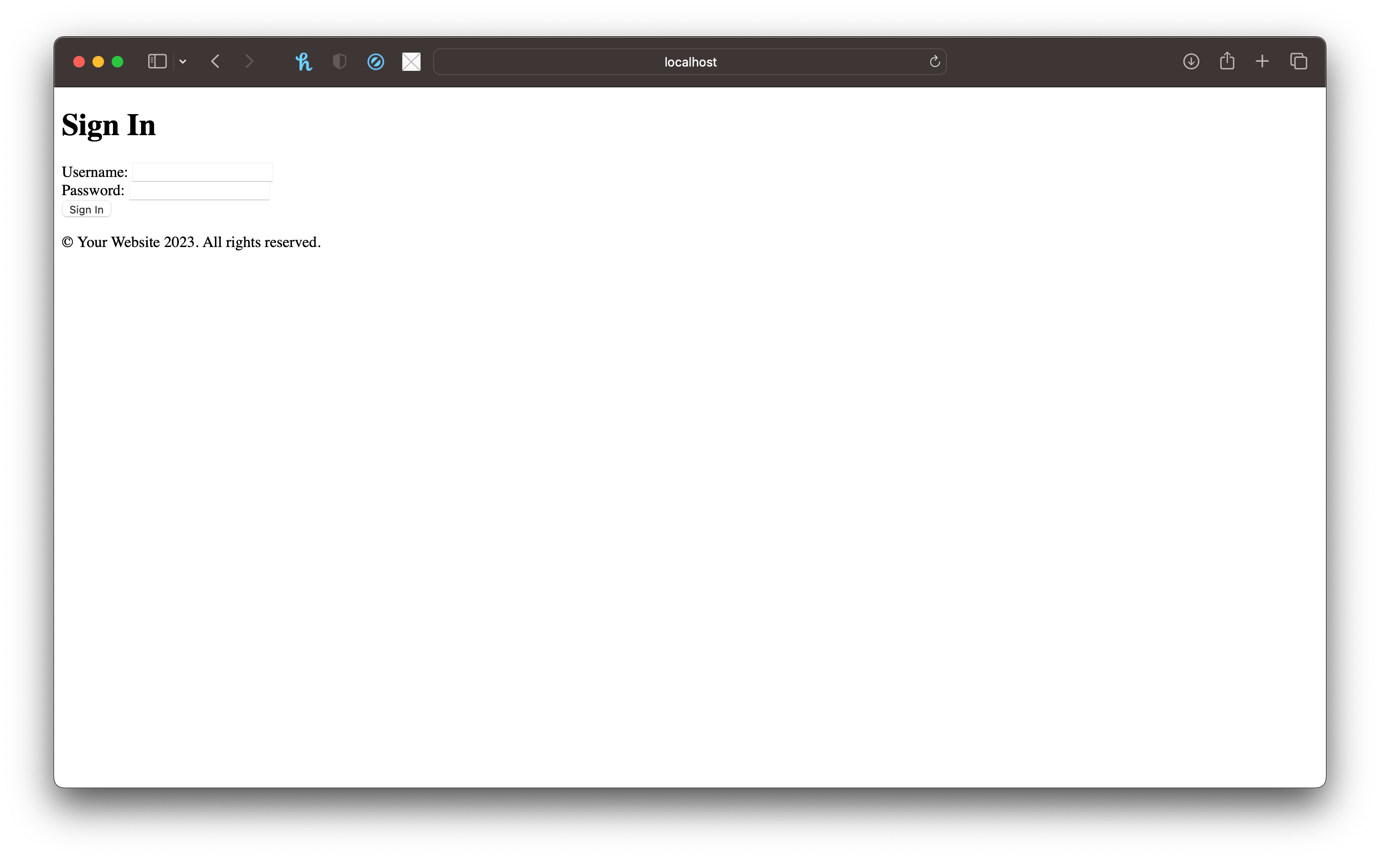 localhost
Sign In
Username:
Password:
Sign In
© Your Website 2023. All rights reserved.